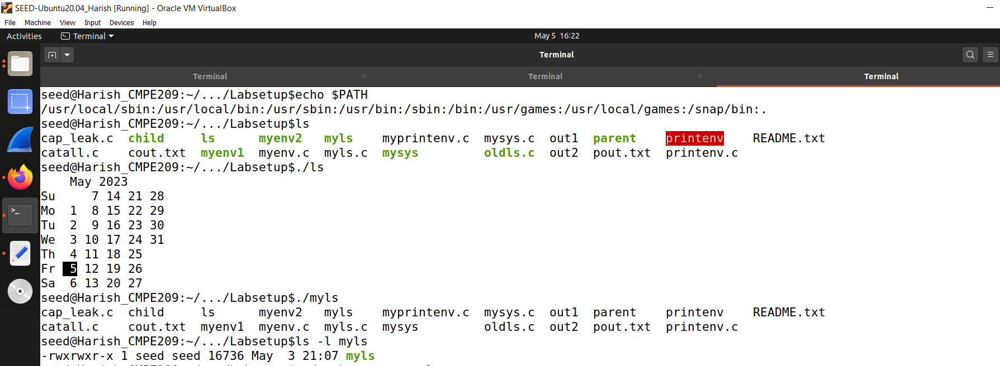 SEED-Ubuntu20.04_Harish [Running] - Oracle VM VirtualBox
File Machine View Input Devices Help
Activities Terminal May 5 16:22
Terminal
Terminal × Terminal × Terminal
seed@Harish_CMPE209:~/.../Labsetup$echo $PATH
/usr/local/sbin:/usr/local/bin:/usr/sbin:/usr/bin:/sbin:/bin:/usr/games:/usr/local/games:/snap/bin:.
seed@Harish_CMPE209:~/.../Labsetup$ls
cap_leak.c  child     ls      myenv2   myls    myprintenv.c  mysys.c  out1  parent    printenv    README.txt
catall.c    cout.txt  myenv1  myenv.c  myls.c  mysys         oldls.c  out2  pout.txt  printenv.c
seed@Harish_CMPE209:~/.../Labsetup$./ls
    May 2023
Su     7 14 21 28
Mo  1  8 15 22 29
Tu  2  9 16 23 30
We  3 10 17 24 31
Th  4 11 18 25
Fr  5 12 19 26
Sa  6 13 20 27
seed@Harish_CMPE209:~/.../Labsetup$./myls
cap_leak.c  child     ls      myenv2   myls    myprintenv.c  mysys.c  out1  parent    printenv    README.txt
catall.c    cout.txt  myenv1  myenv.c  myls.c  mysys         oldls.c  out2  pout.txt  printenv.c
seed@Harish_CMPE209:~/.../Labsetup$ls -l myls
-rwxrwxr-x 1 seed seed 16736 May  3 21:07 myls